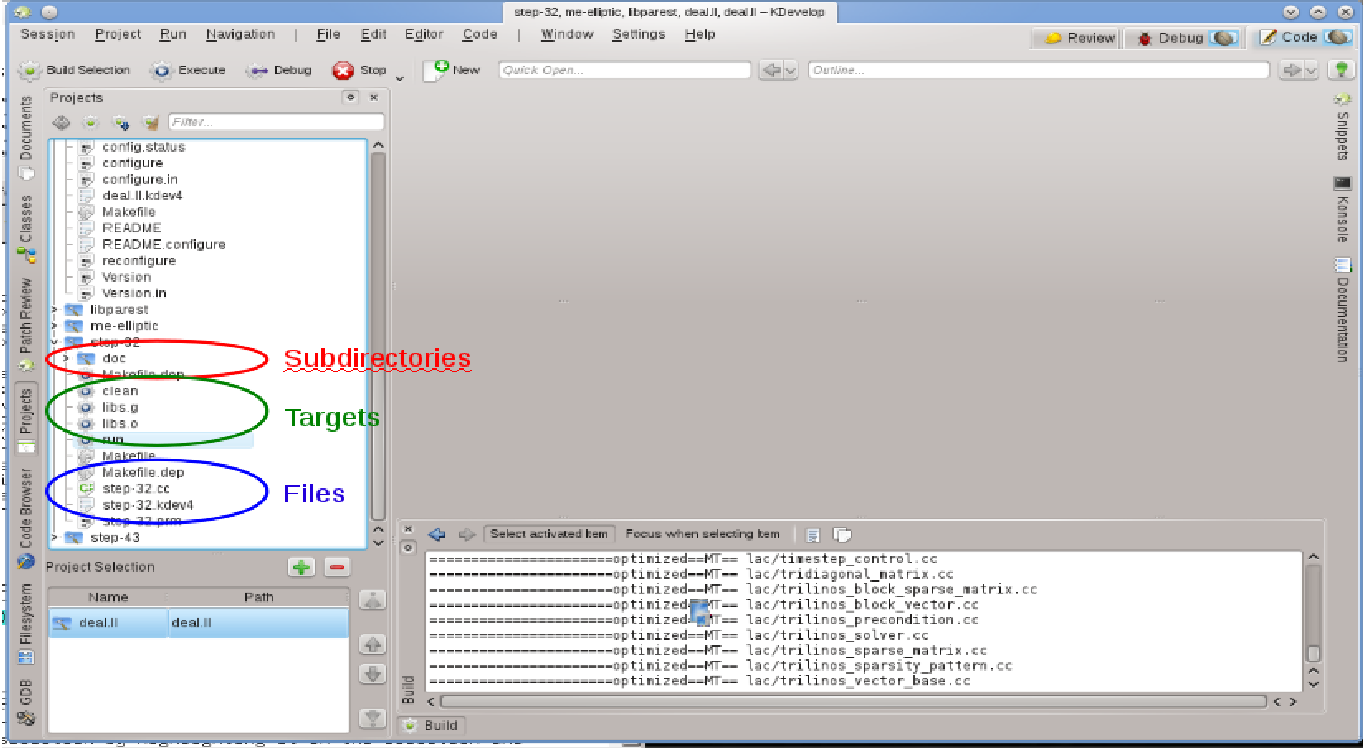 step-32, me-elliptic, libparest, deal.II, deal.II – KDevelop
Session Project Run Navigation | File Edit Editor Code | Window Settings Help
Review Debug Code
Build Selection Execute Debug Stop New Quick Open... Outline...
Projects
Filter...
config.status
configure
configure.in
deal.II.kdev4
Makefile
README
README.configure
reconfigure
Version
Version.in
libparest
me-elliptic
step-32
doc
Makefile.dep
clean
libs.g
libs.o
run
Makefile
Makefile.dep
step-32.cc
step-32.kdev4
step-32.prm
step-43
Subdirectories
Targets
Files
Project Selection
Name Path
deal.II deal.II
Documents
Classes
Patch Review
Projects
Code Browser
Filesystem
GDB
Snippets
Konsole
Documentation
Select activated Item Focus when selecting Item
=======================optimized==MT== lac/timestep_control.cc
=======================optimized==MT== lac/tridiagonal_matrix.cc
=======================optimized==MT== lac/trilinos_block_sparse_matrix.cc
=======================optimized==MT== lac/trilinos_block_vector.cc
=======================optimized==MT== lac/trilinos_precondition.cc
=======================optimized==MT== lac/trilinos_solver.cc
=======================optimized==MT== lac/trilinos_sparse_matrix.cc
=======================optimized==MT== lac/trilinos_sparsity_pattern.cc
=======================optimized==MT== lac/trilinos_vector_base.cc
Build
Build